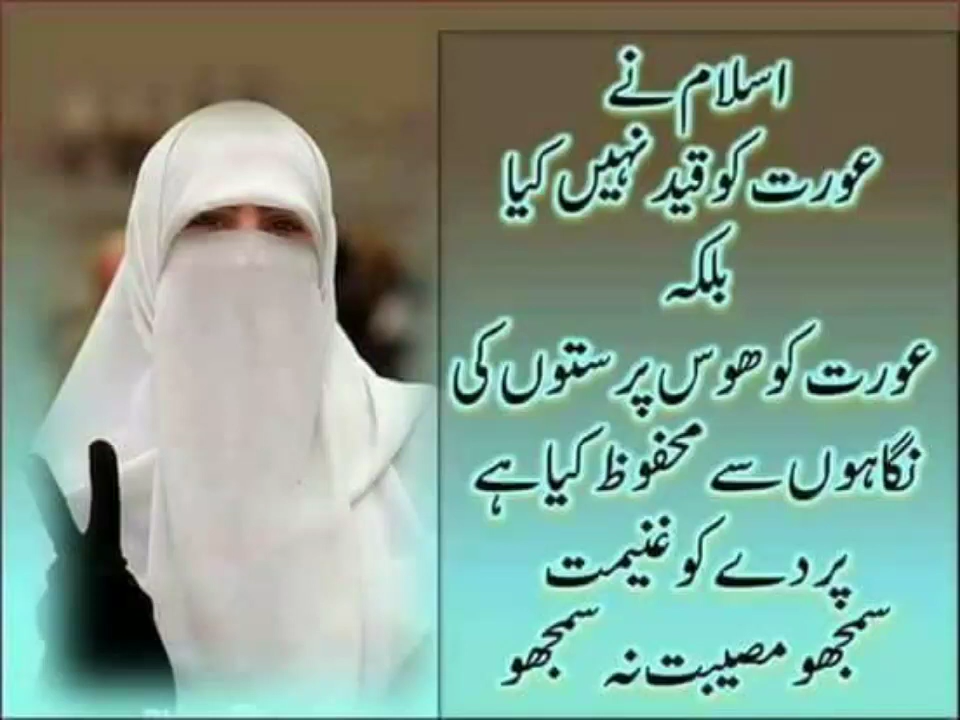 اسلام نے
عورت کو قید نہیں کیا
بلکہ
عورت کو ھوس پرستوں کی
نگاہوں سے محفوظ کیا ہے
پردے کو غنیمت
سمجھو مصیبت نہ سمجھو